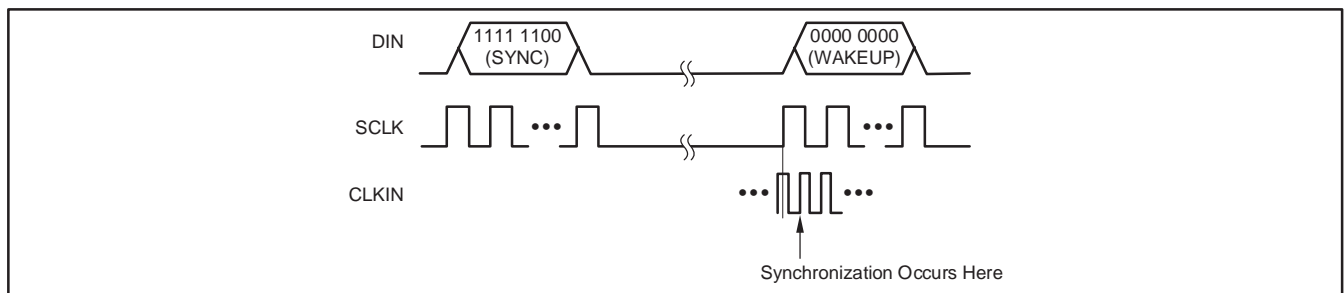 DIN
1111 1100
(SYNC)
0000 0000
(WAKEUP)
SCLK
CLKIN
Synchronization Occurs Here